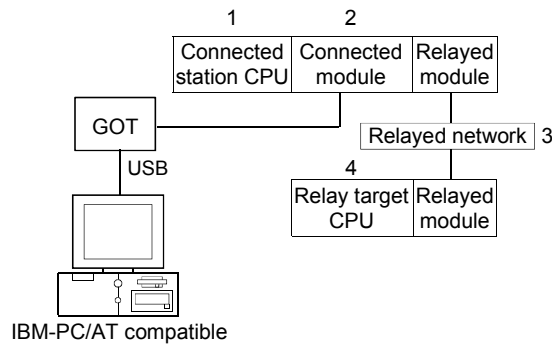 1 2
Connected Connected Relayed
station CPU module module
GOT
Relayed network 3
USB
4
Relay target Relayed
CPU module
IBM-PC/AT compatible